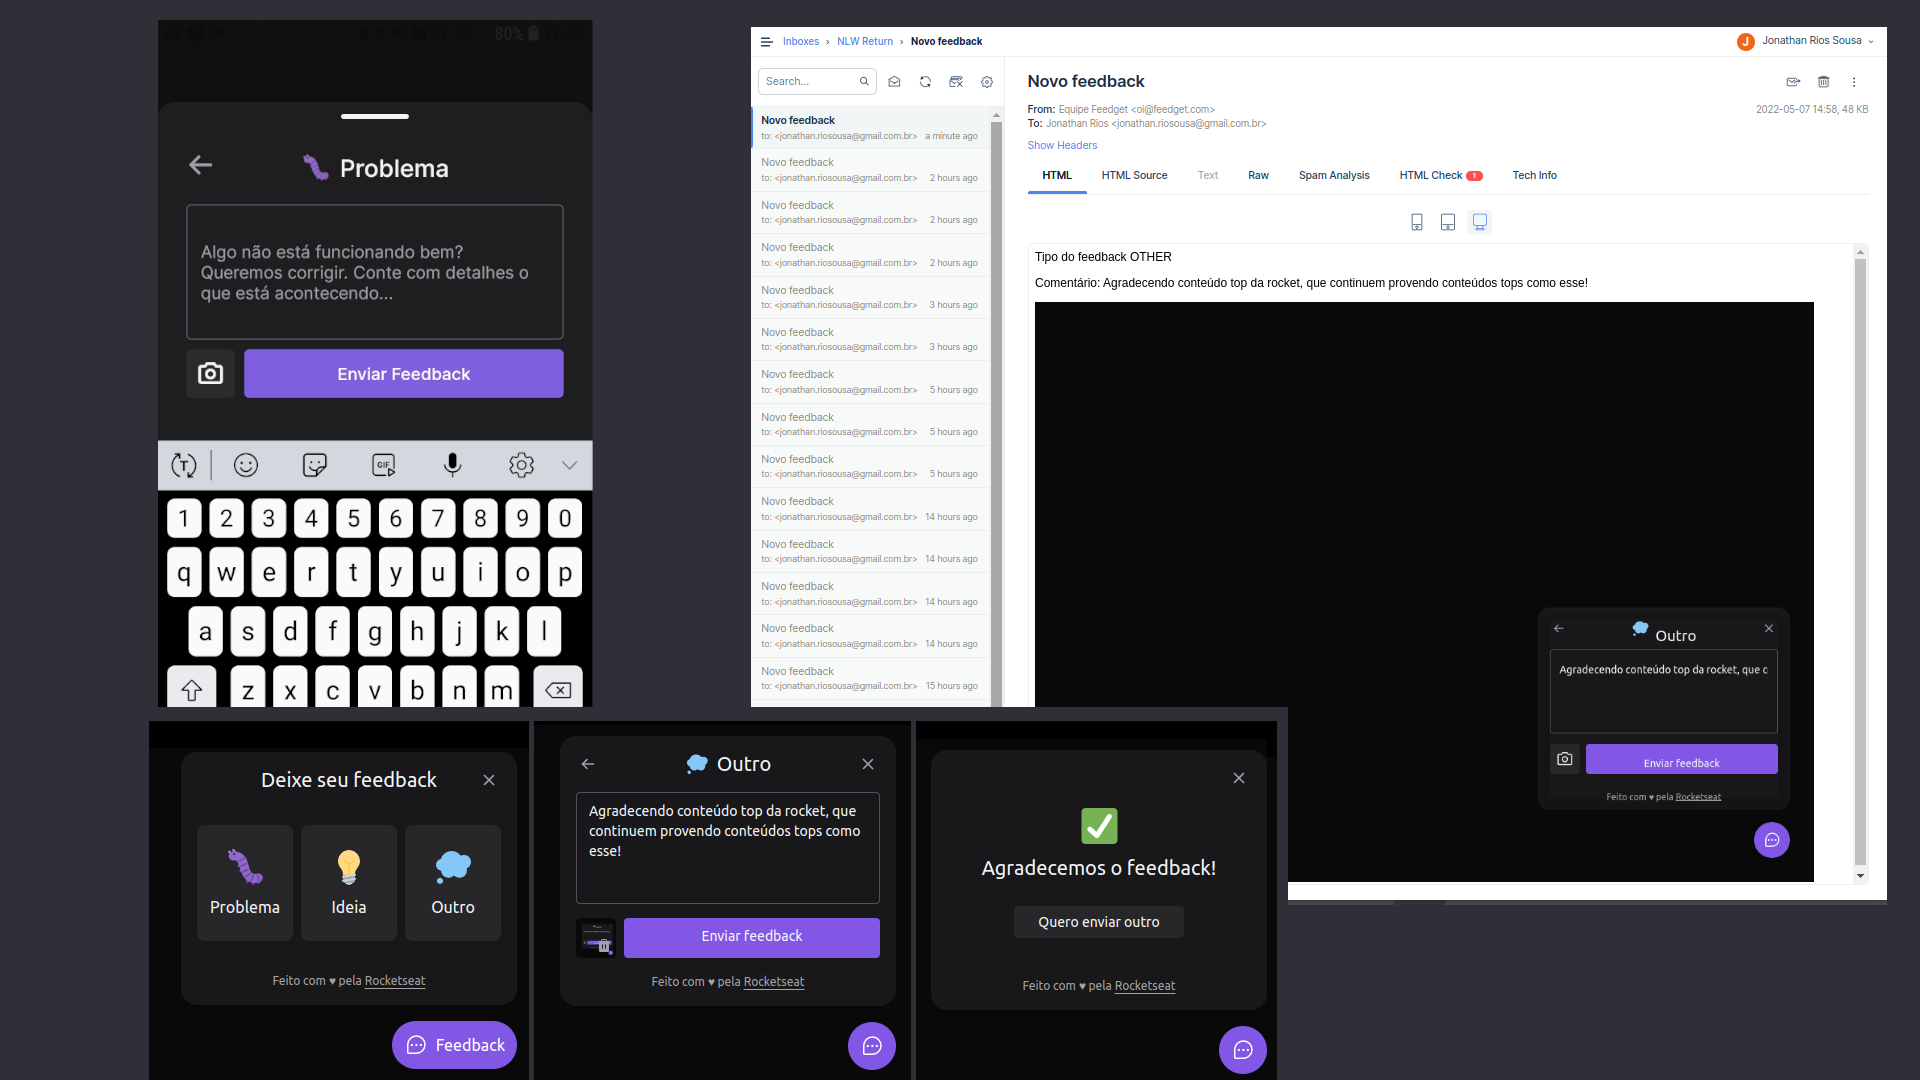 80%
Problema
Algo não está funcionando bem?
Queremos corrigir. Conte com detalhes o
que está acontecendo...
Enviar Feedback
T
GIF
1 2 3 4 5 6 7 8 9 0
q w e r t y u i o p
a s d f g h j k l
z x c v b n m
Inboxes › NLW Return › Novo feedback
J Jonathan Rios Sousa
Search...
Novo feedback
to: <jonathan.riosousa@gmail.com.br> a minute ago
Novo feedback
to: <jonathan.riosousa@gmail.com.br> 2 hours ago
Novo feedback
to: <jonathan.riosousa@gmail.com.br> 2 hours ago
Novo feedback
to: <jonathan.riosousa@gmail.com.br> 2 hours ago
Novo feedback
to: <jonathan.riosousa@gmail.com.br> 3 hours ago
Novo feedback
to: <jonathan.riosousa@gmail.com.br> 3 hours ago
Novo feedback
to: <jonathan.riosousa@gmail.com.br> 5 hours ago
Novo feedback
to: <jonathan.riosousa@gmail.com.br> 5 hours ago
Novo feedback
to: <jonathan.riosousa@gmail.com.br> 5 hours ago
Novo feedback
to: <jonathan.riosousa@gmail.com.br> 14 hours ago
Novo feedback
to: <jonathan.riosousa@gmail.com.br> 14 hours ago
Novo feedback
to: <jonathan.riosousa@gmail.com.br> 14 hours ago
Novo feedback
to: <jonathan.riosousa@gmail.com.br> 14 hours ago
Novo feedback
to: <jonathan.riosousa@gmail.com.br> 15 hours ago
Novo feedback
From: Equipe Feedget <oi@feedget.com>
2022-05-07 14:58, 48 KB
To: Jonathan Rios <jonathan.riosousa@gmail.com.br>
Show Headers
HTML HTML Source Text Raw Spam Analysis HTML Check 1 Tech Info
Tipo do feedback OTHER
Comentário: Agradecendo conteúdo top da rocket, que continuem provendo conteúdos tops como esse!
Outro
Agradecendo conteúdo top da rocket, que c
Enviar feedback
Feito com ♥ pela Rocketseat
Deixe seu feedback
Problema
Ideia
Outro
Feito com ♥ pela Rocketseat
Feedback
Outro
Agradecendo conteúdo top da rocket, que
continuem provendo conteúdos tops como
esse!
Enviar feedback
Feito com ♥ pela Rocketseat
Agradecemos o feedback!
Quero enviar outro
Feito com ♥ pela Rocketseat